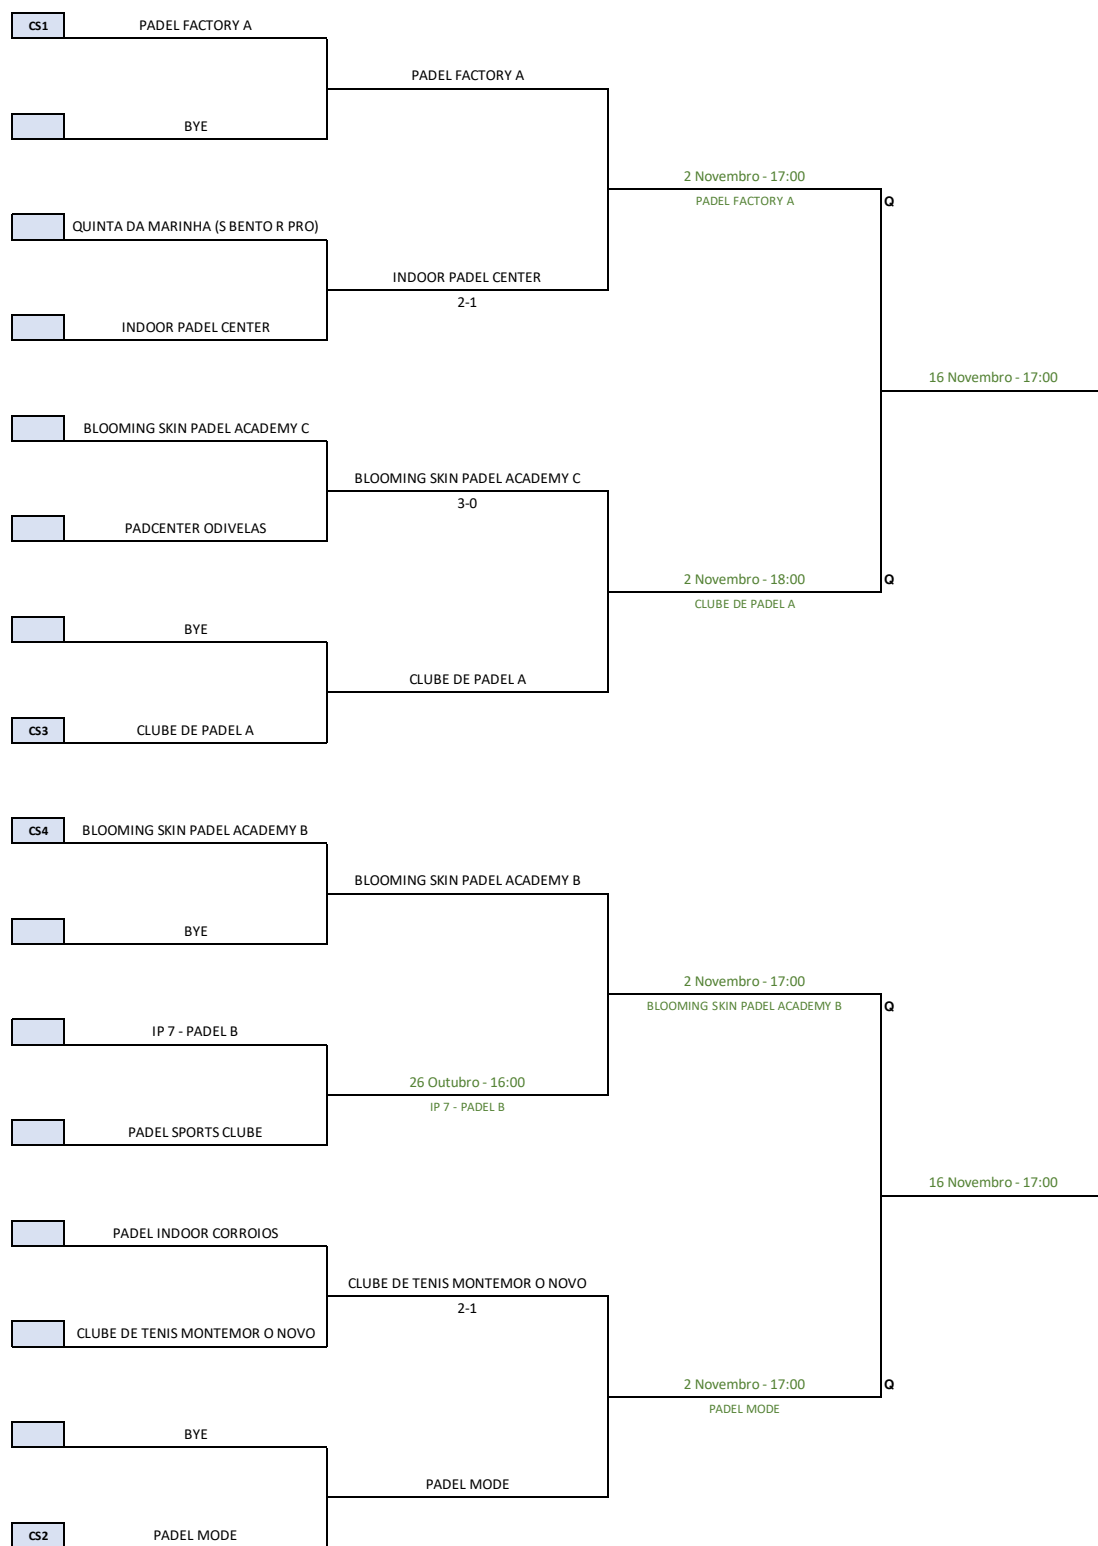 CS1 PADEL FACTORY A
PADEL FACTORY A
BYE
2 Novembro - 17:00
PADEL FACTORY A
Q
QUINTA DA MARINHA (S BENTO R PRO)
INDOOR PADEL CENTER
2-1
INDOOR PADEL CENTER
16 Novembro - 17:00
BLOOMING SKIN PADEL ACADEMY C
BLOOMING SKIN PADEL ACADEMY C
3-0
PADCENTER ODIVELAS
2 Novembro - 18:00
Q
CLUBE DE PADEL A
BYE
CLUBE DE PADEL A
CS3 CLUBE DE PADEL A
CS4 BLOOMING SKIN PADEL ACADEMY B
BLOOMING SKIN PADEL ACADEMY B
BYE
2 Novembro - 17:00
BLOOMING SKIN PADEL ACADEMY B
Q
IP 7 - PADEL B
26 Outubro - 16:00
IP 7 - PADEL B
PADEL SPORTS CLUBE
16 Novembro - 17:00
PADEL INDOOR CORROIOS
CLUBE DE TENIS MONTEMOR O NOVO
2-1
CLUBE DE TENIS MONTEMOR O NOVO
2 Novembro - 17:00
Q
PADEL MODE
BYE
PADEL MODE
CS2 PADEL MODE